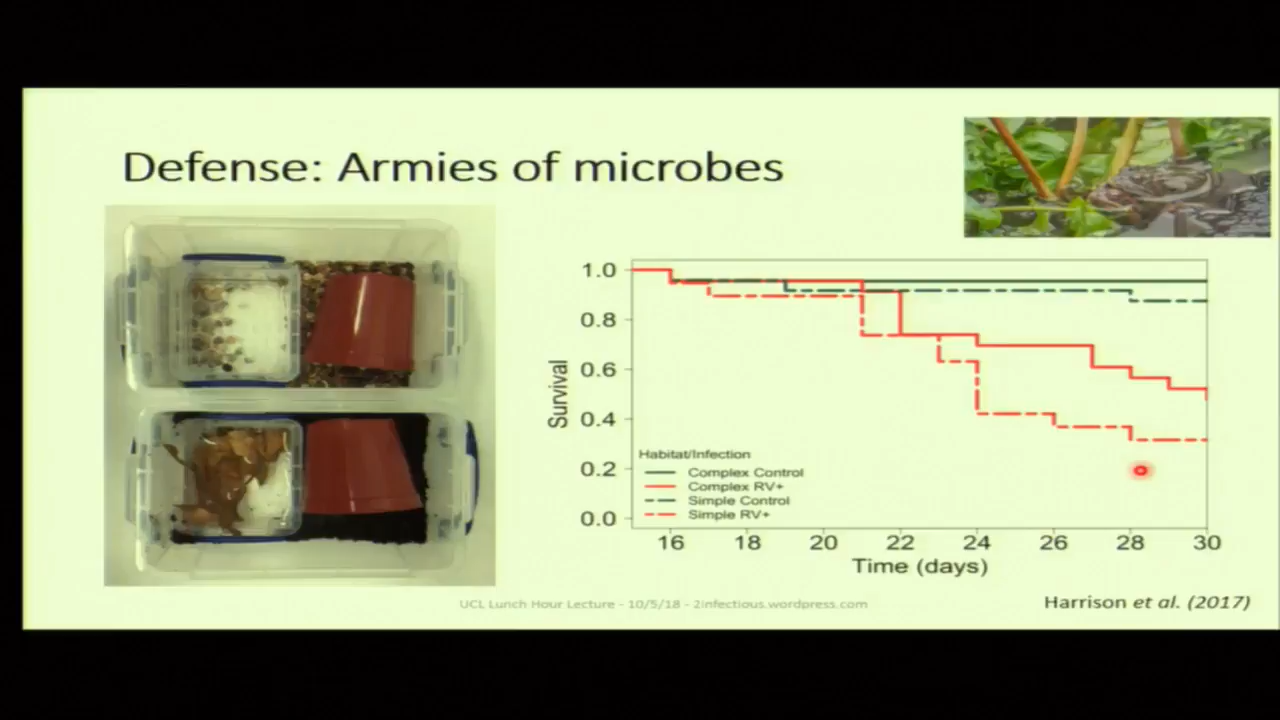 Defense: Armies of microbes
1.0
0.8
0.6
0.4
0.2
0.0
Survival
Habitat/Infection
Complex Control
Complex RV+
Simple Control
Simple RV+
16 18 20 22 24 26 28 30
Time (days)
UCL Lunch Hour Lecture - 10/5/18 - 2infectious.wordpress.com
Harrison et al. (2017)